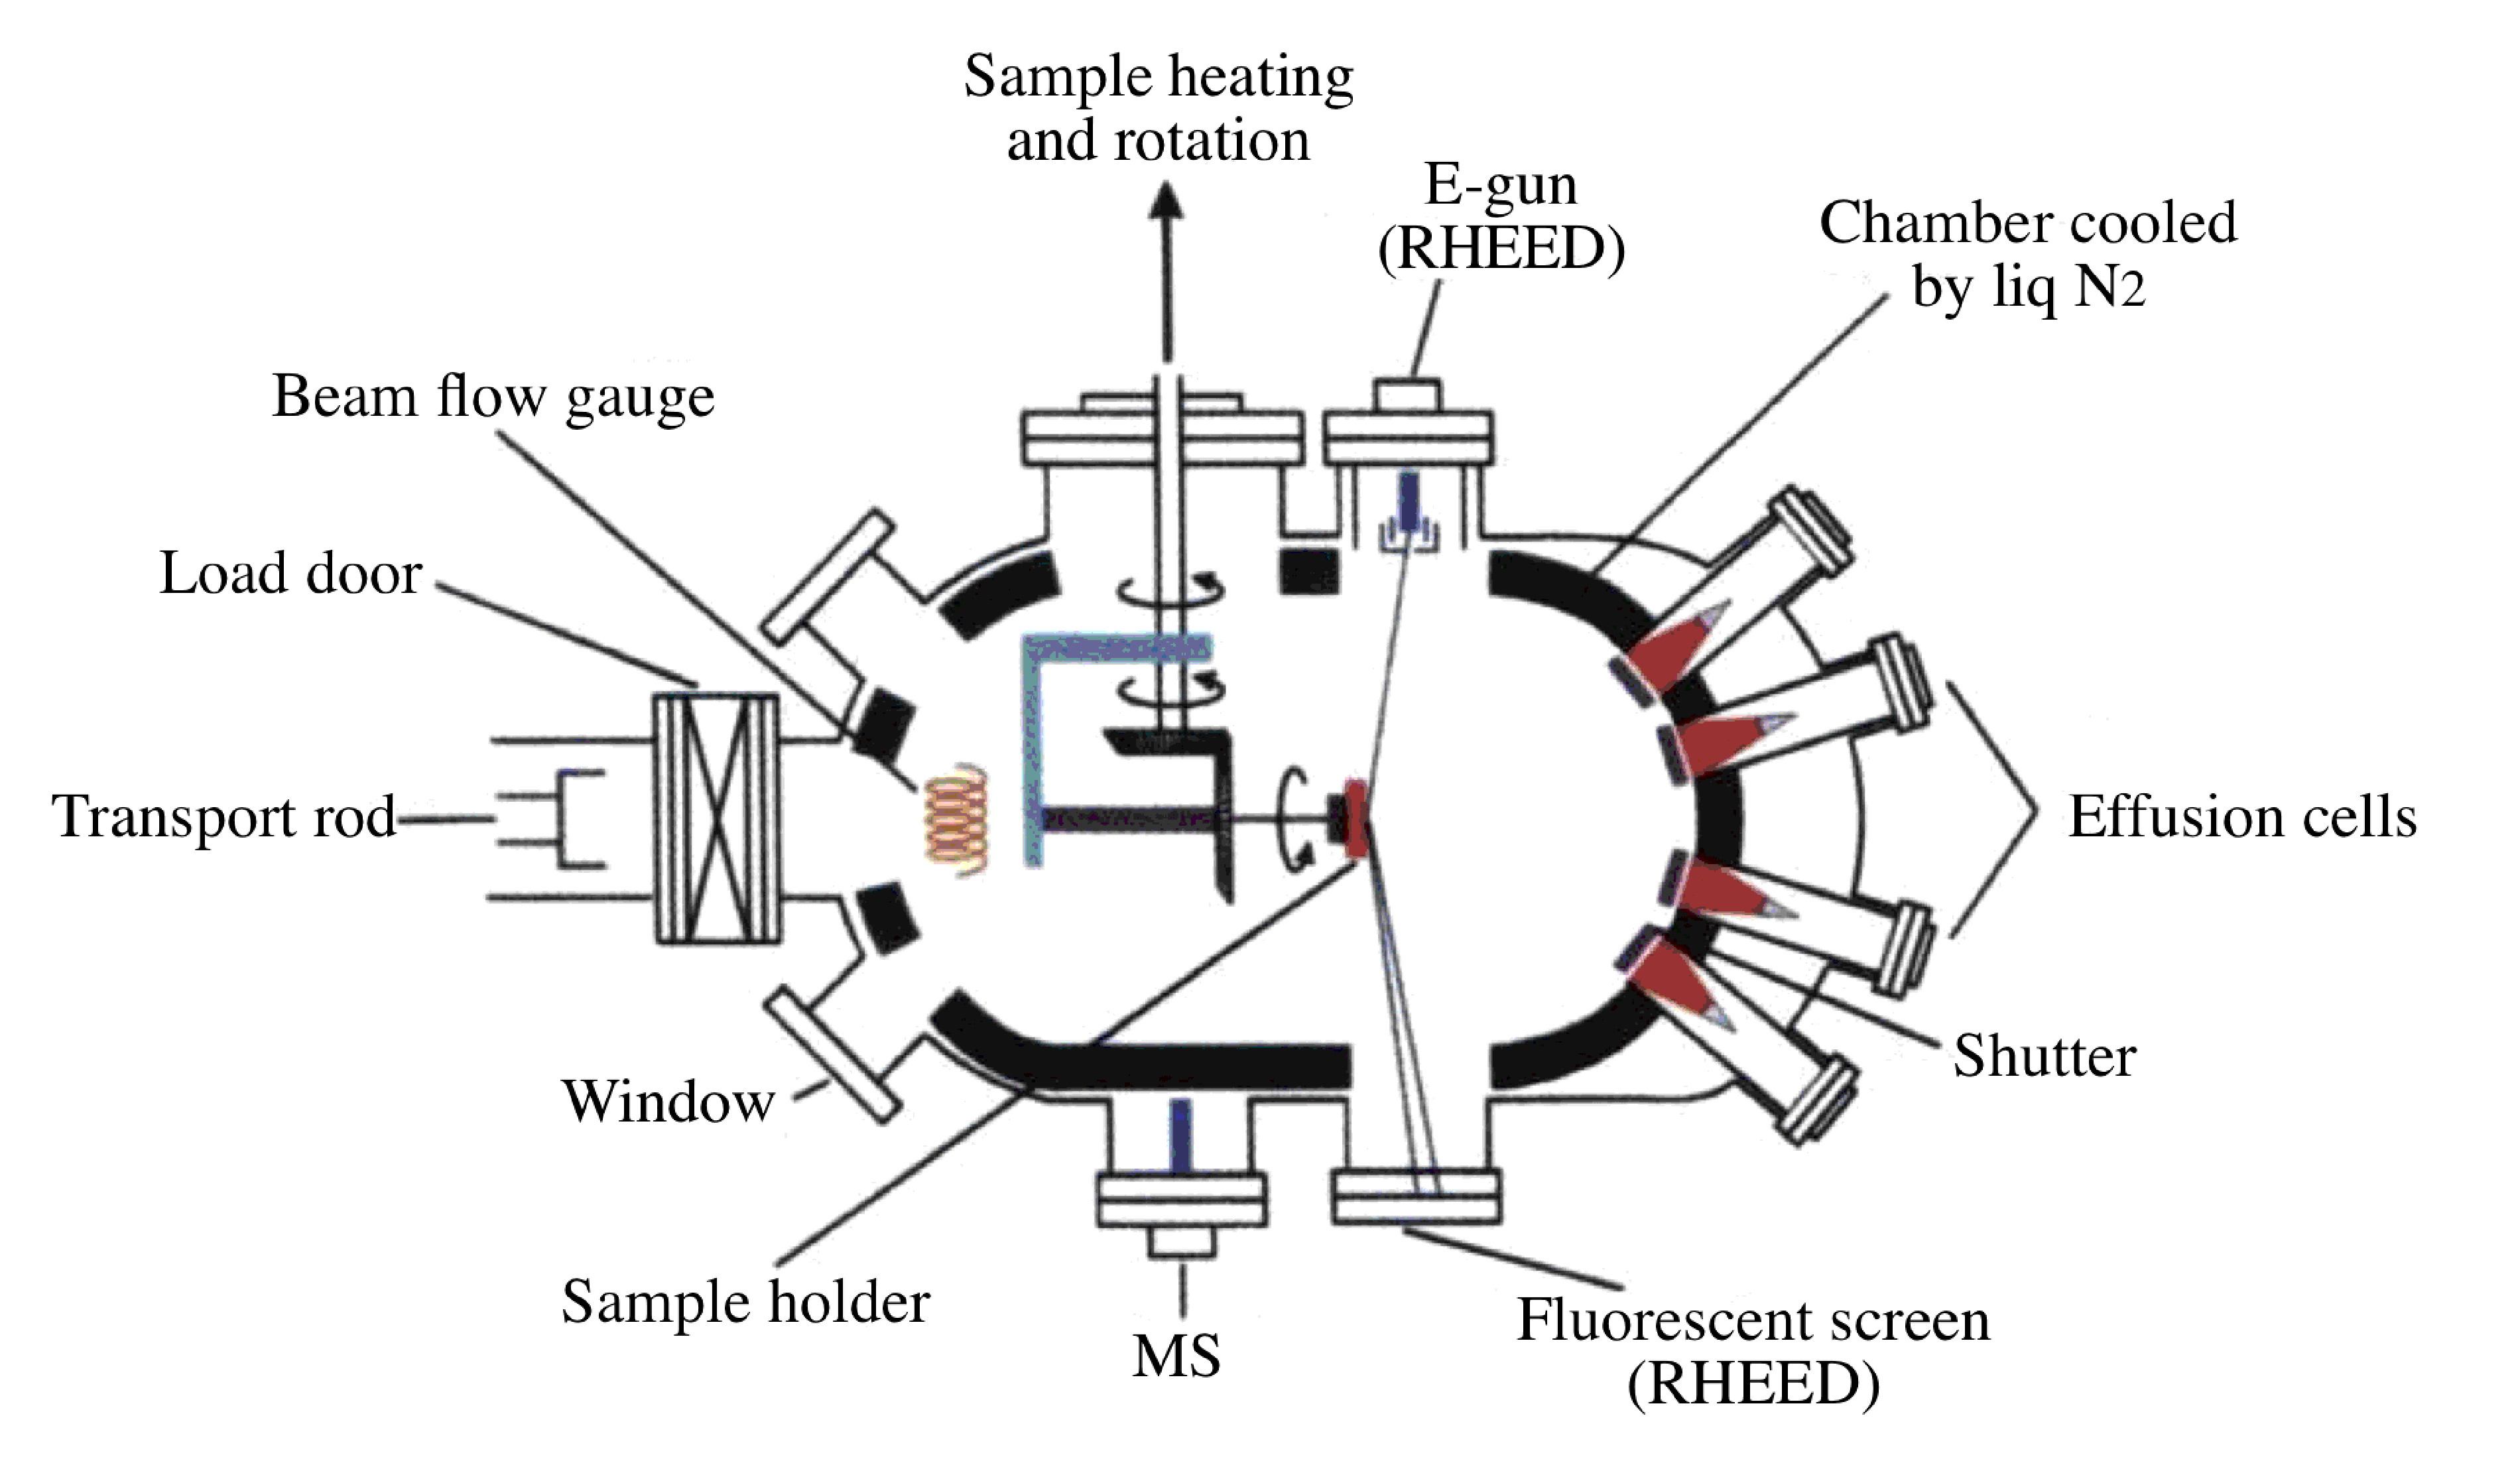 Sample heating
and rotation
E-gun
(RHEED)
Chamber cooled
by liq N2
Beam flow gauge
Load door
Transport rod
Effusion cells
Shutter
Window
Sample holder
MS
Fluorescent screen
(RHEED)